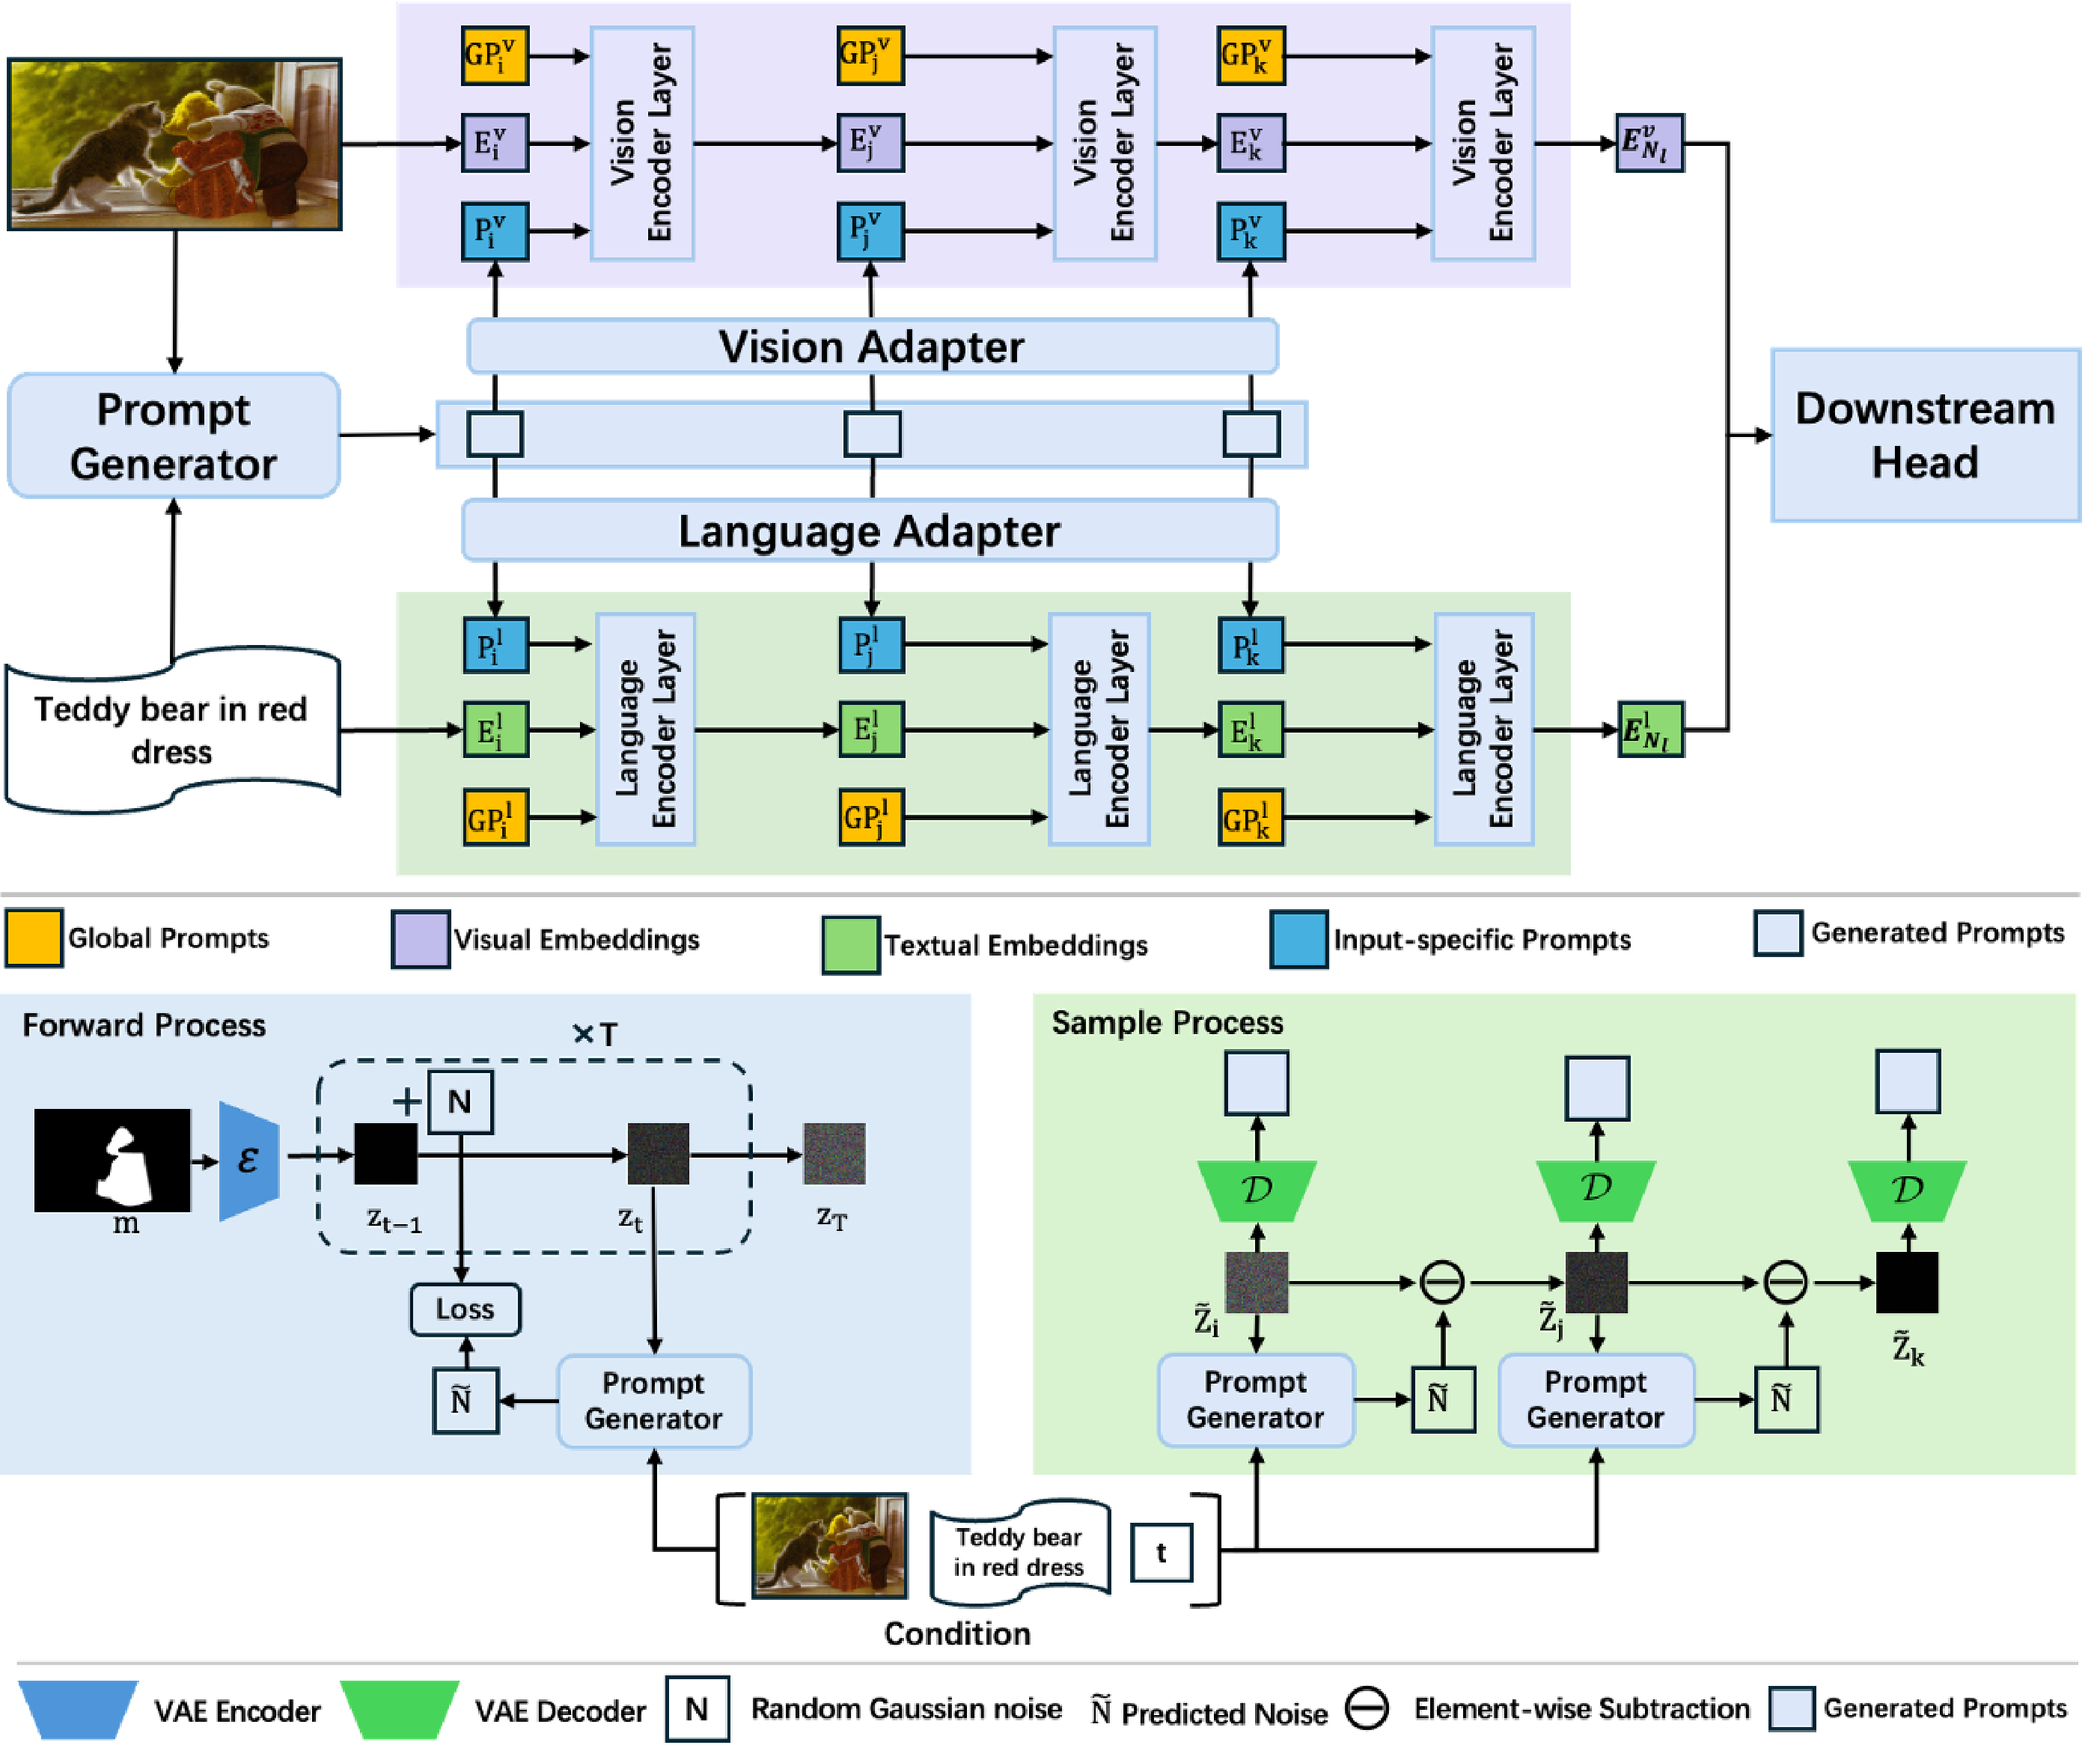 GP_i^v
GP_j^v
GP_k^v
E_i^v
E_j^v
E_k^v
P_i^v
P_j^v
P_k^v
Vision
Encoder Layer
Vision
Encoder Layer
Vision
Encoder Layer
E_{N_l}^v
Vision Adapter
Prompt
Generator
Downstream
Head
Language Adapter
Teddy bear in red
dress
P_i^l
P_j^l
P_k^l
E_i^l
E_j^l
E_k^l
GP_i^l
GP_j^l
GP_k^l
Language
Encoder Layer
Language
Encoder Layer
Language
Encoder Layer
E_{N_l}^l
Global Prompts
Visual Embeddings
Textual Embeddings
Input-specific Prompts
Generated Prompts
Forward Process
×T
+
N
m
ℰ
z_{t−1}
z_t
z_T
Loss
Ñ
Prompt
Generator
Sample Process
𝒟
𝒟
𝒟
Z̃_i
Z̃_j
Z̃_k
Prompt
Generator
Ñ
Prompt
Generator
Ñ
Teddy bear
in red dress
t
Condition
VAE Encoder
VAE Decoder
N
Random Gaussian noise
Ñ
Predicted Noise
Element-wise Subtraction
Generated Prompts